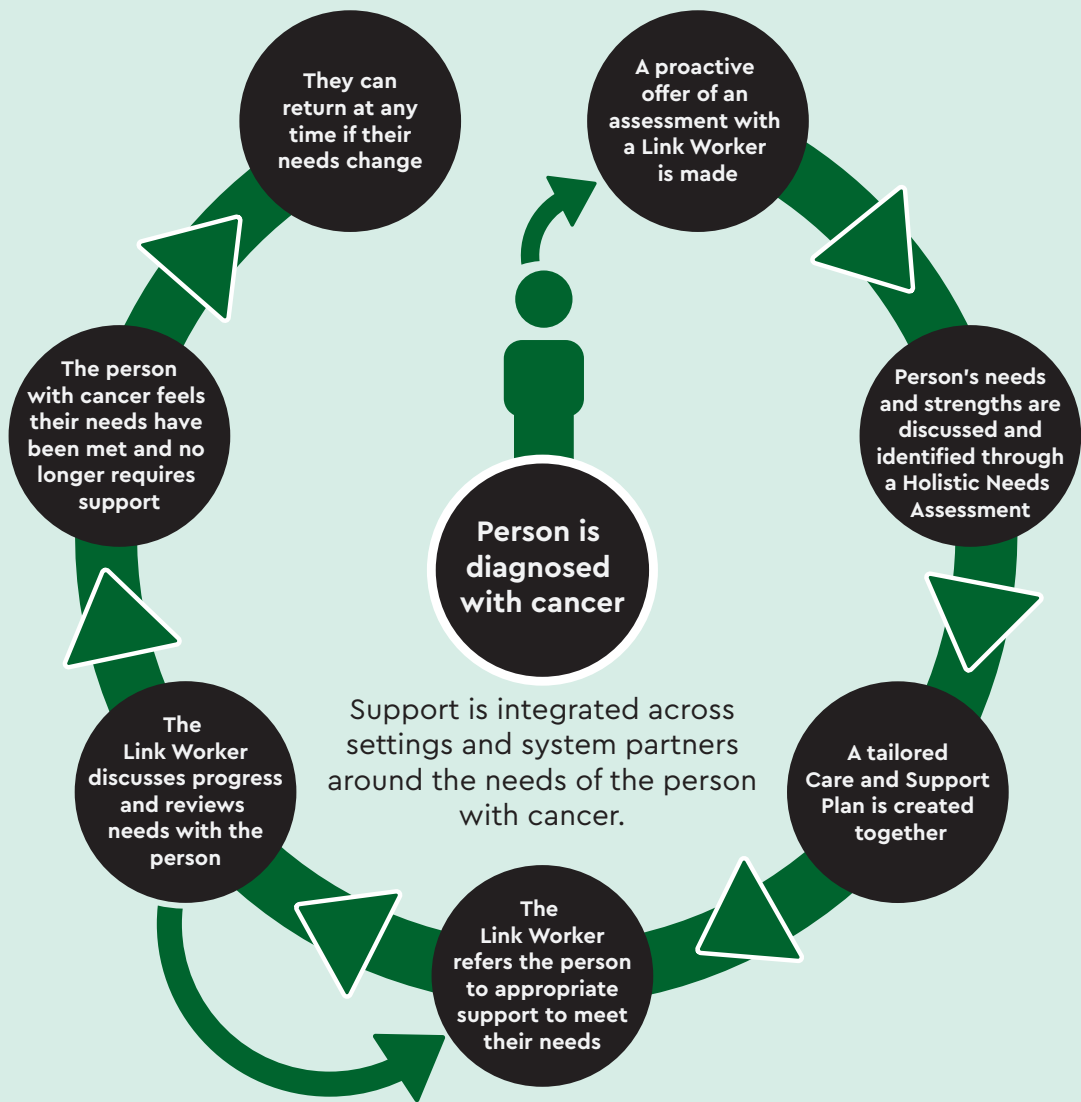 Person is
diagnosed
with cancer
Support is integrated across
settings and system partners
around the needs of the person
with cancer.
A proactive
offer of an
assessment with
a Link Worker
is made
Person's needs
and strengths are
discussed and
identified through
a Holistic Needs
Assessment
A tailored
Care and Support
Plan is created
together
The
Link Worker
refers the person
to appropriate
support to meet
their needs
The
Link Worker
discusses progress
and reviews
needs with the
person
The person
with cancer feels
their needs have
been met and no
longer requires
support
They can
return at any
time if their
needs change